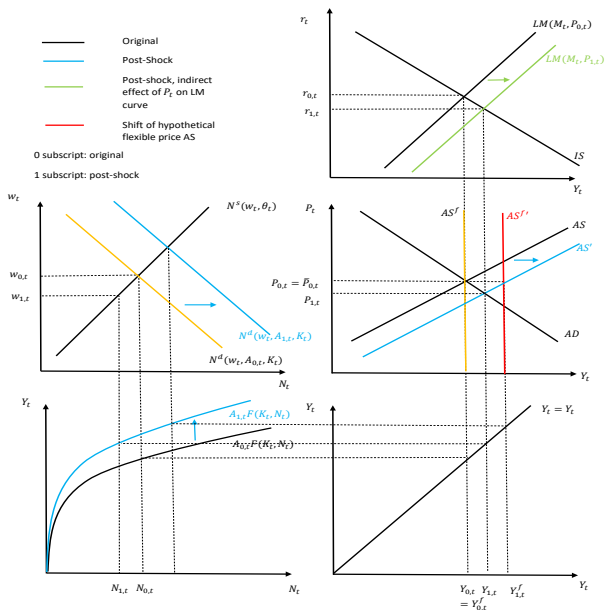 Original
Post-Shock
Post-shock, indirect
effect of P_t on LM
curve
Shift of hypothetical
flexible price AS
0 subscript: original
1 subscript: post-shock
r_t
LM(M_t, P_{0,t})
LM(M_t, P_{1,t})
r_{0,t}
r_{1,t}
IS
Y_t
w_t
N^s(w_t, θ_t)
w_{0,t}
w_{1,t}
N^d(w_t, A_{1,t}, K_t)
N^d(w_t, A_{0,t}, K_t)
N_t
P_t
AS^f
AS^{f'}
AS
AS'
P_{0,t} = P̄_{0,t}
P_{1,t}
AD
Y_t
Y_t
A_{1,t}F(K_t, N_t)
A_{0,t}F(K_t, N_t)
N_{1,t}
N_{0,t}
N_t
Y_t
Y_t = Y_t
Y_{0,t}
Y_{1,t}
Y^f_{1,t}
Y_t
= Y^f_{0,t}